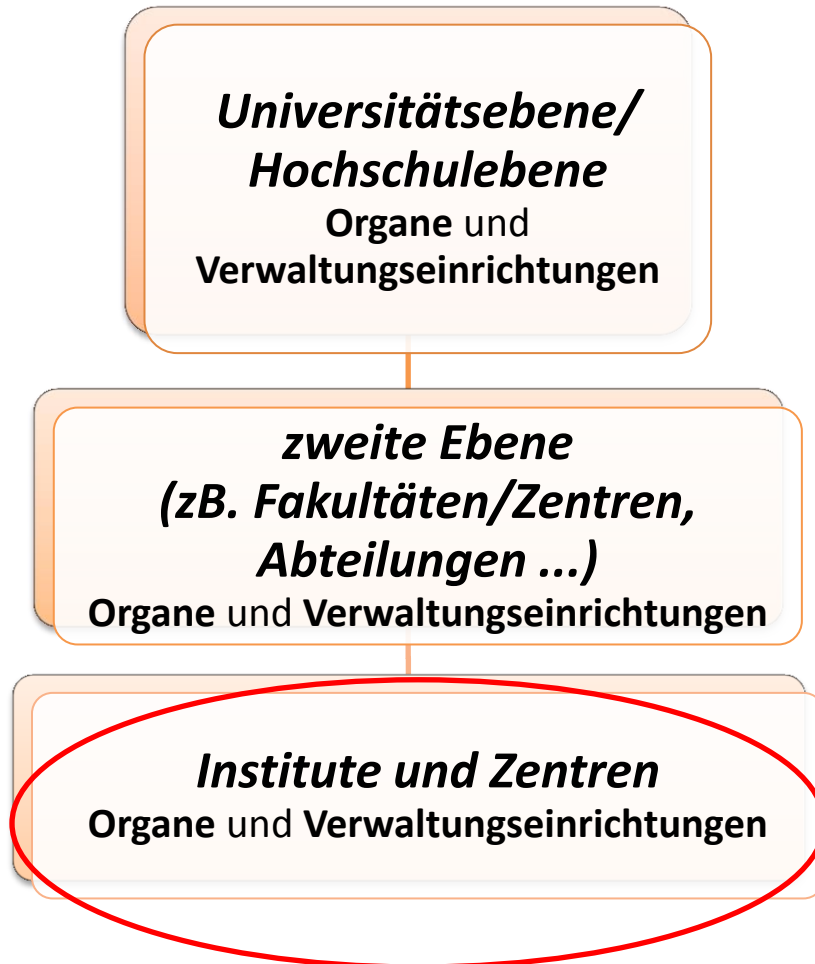 Universitätsebene/
Hochschulebene
Organe und
Verwaltungseinrichtungen
zweite Ebene
(zB. Fakultäten/Zentren,
Abteilungen ...)
Organe und Verwaltungseinrichtungen
Institute und Zentren
Organe und Verwaltungseinrichtungen